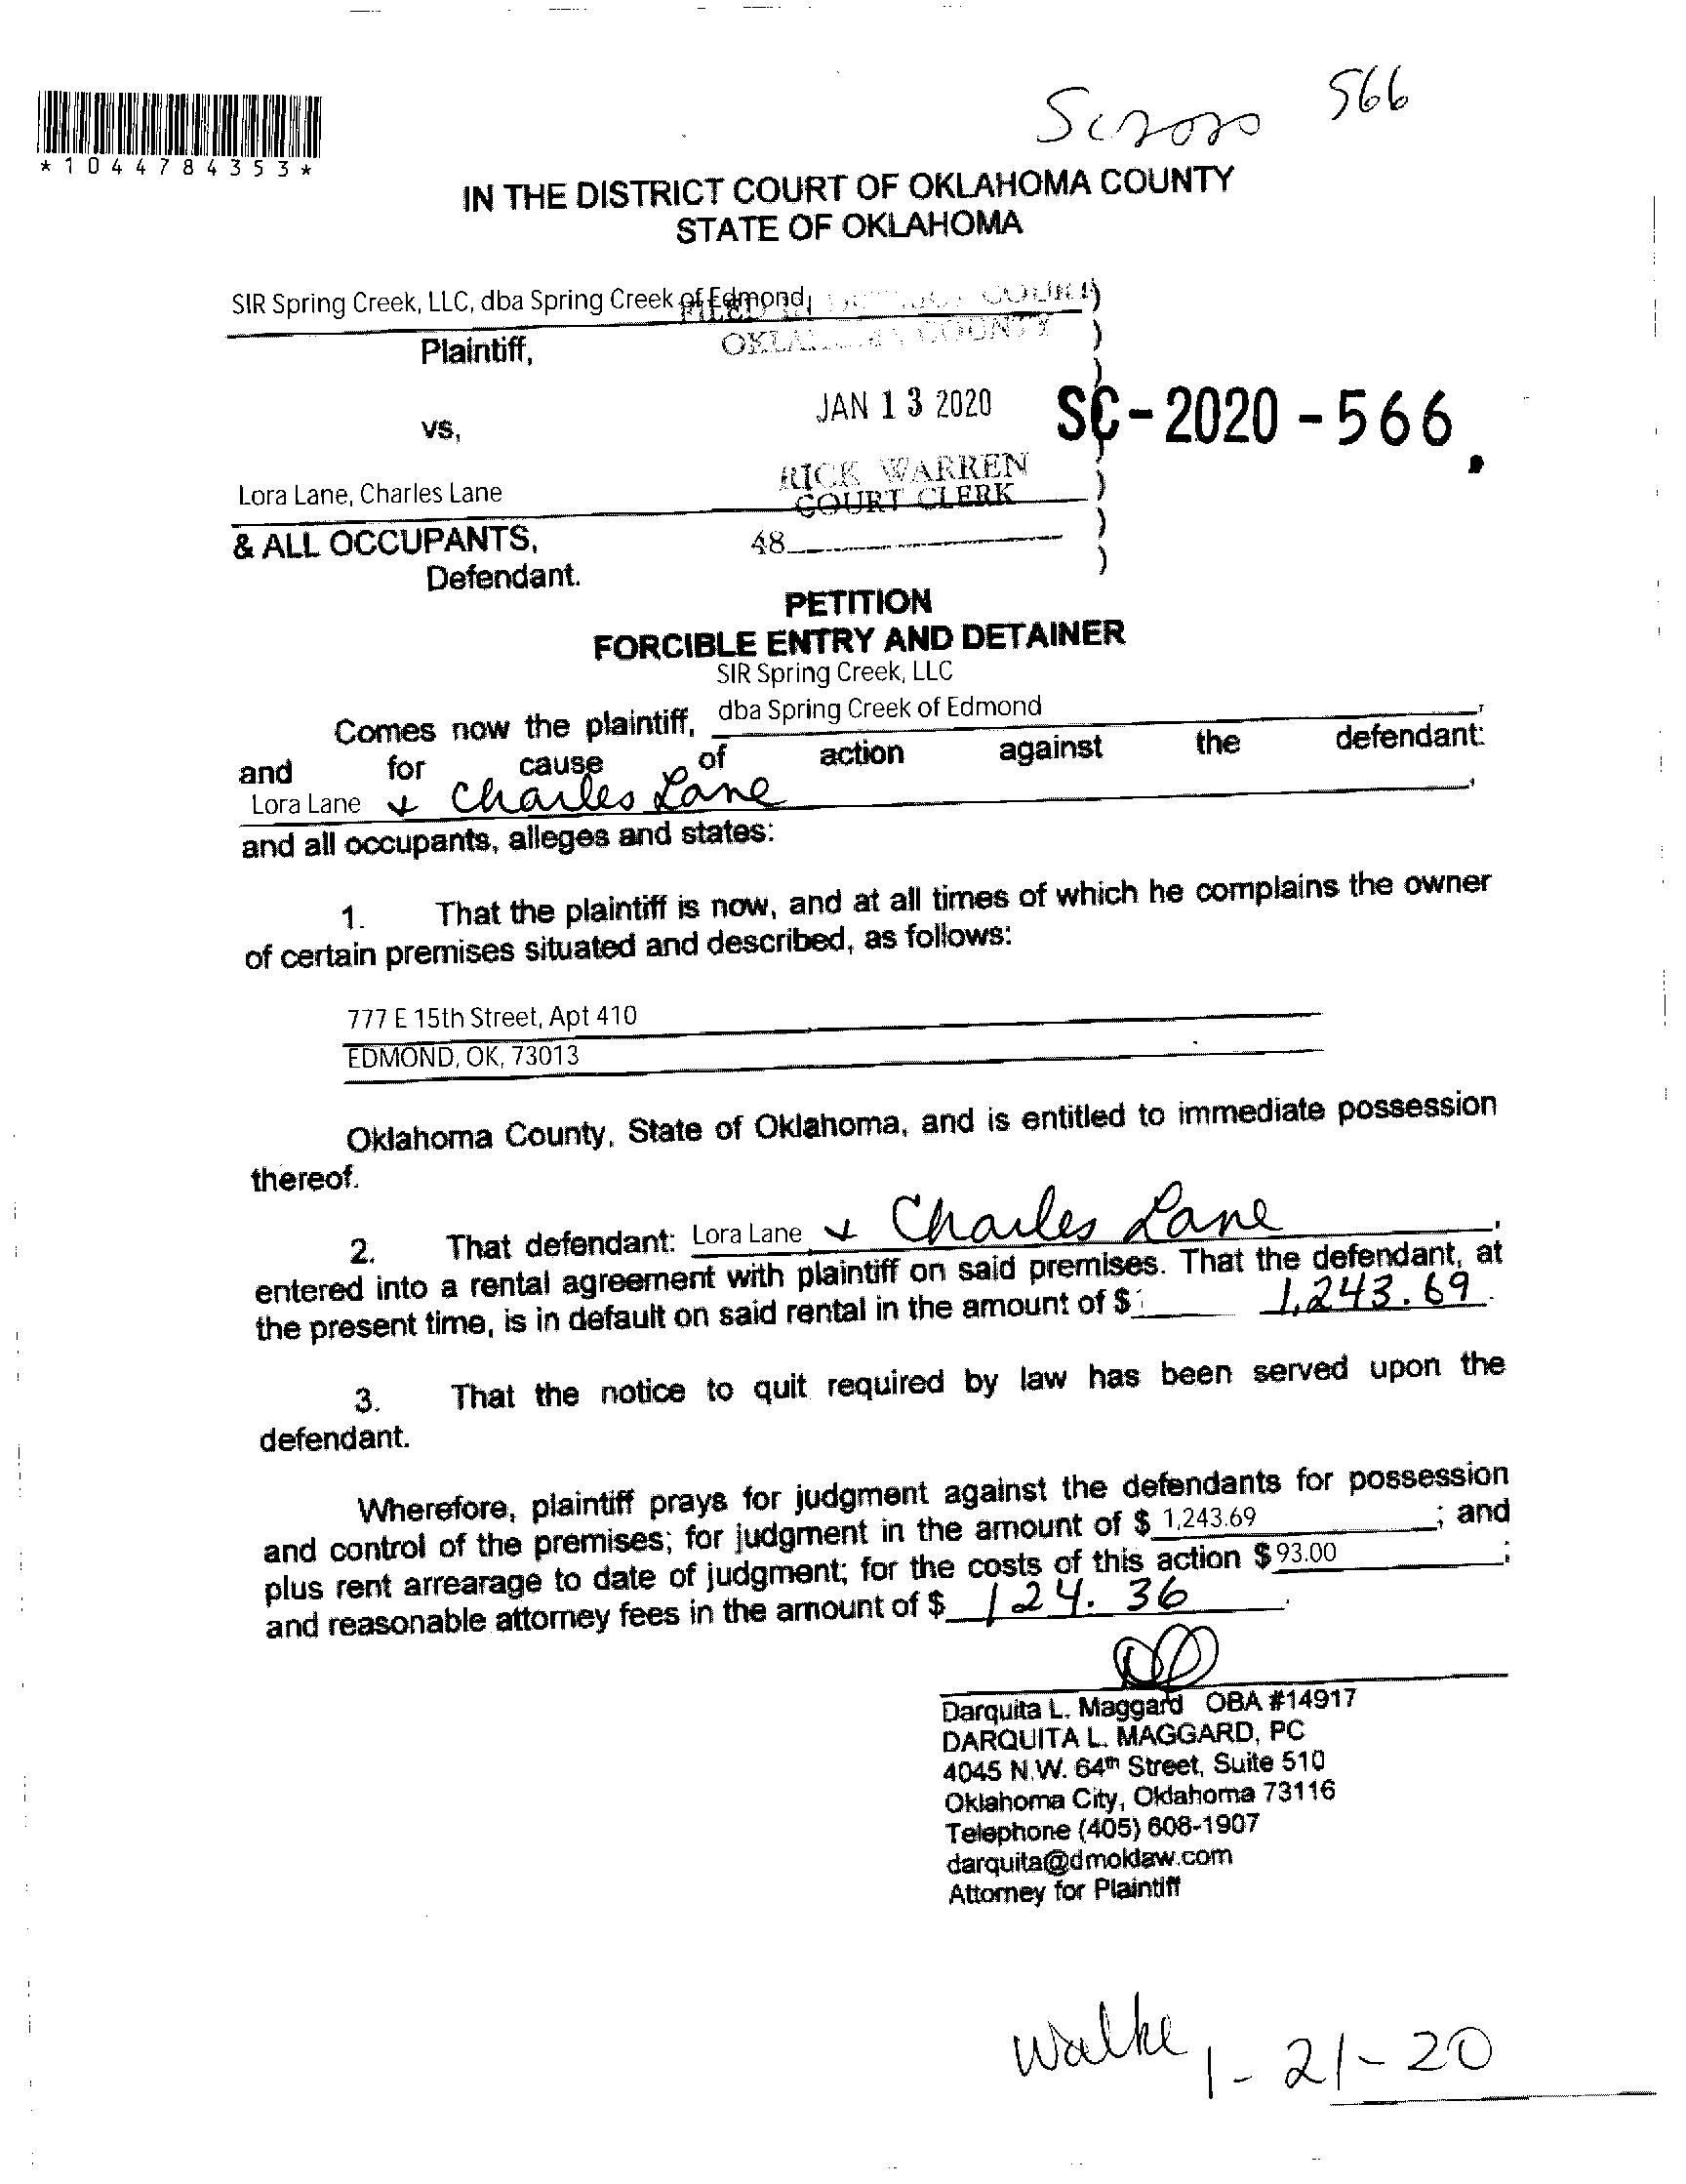 566
*1044784353*
IN THE DISTRICT COURT OF OKLAHOMA COUNTY
STATE OF OKLAHOMA
SIR Spring Creek, LLC, dba Spring Creek of Edmond, )
FILED IN DISTRICT COURT
OKLAHOMA COUNTY )
Plaintiff,
)
JAN 13 2020 SC-2020-566
vs,
RICK WARREN
COURT CLERK )
Lora Lane, Charles Lane
& ALL OCCUPANTS, )
48 )
Defendant.
PETITION
FORCIBLE ENTRY AND DETAINER
SIR Spring Creek, LLC
Comes now the plaintiff, dba Spring Creek of Edmond,
and for cause of action against the defendant:
Lora Lane & Charles Lane,
and all occupants, alleges and states:
1. That the plaintiff is now, and at all times of which he complains the owner
of certain premises situated and described, as follows:
777 E 15th Street, Apt 410
EDMOND, OK, 73013
Oklahoma County, State of Oklahoma, and is entitled to immediate possession
thereof.
2. That defendant: Lora Lane & Charles Lane,
entered into a rental agreement with plaintiff on said premises. That the defendant, at
the present time, is in default on said rental in the amount of $ 1,243.69.
3. That the notice to quit required by law has been served upon the
defendant.
Wherefore, plaintiff prays for judgment against the defendants for possession
and control of the premises; for judgment in the amount of $ 1,243.69; and
plus rent arrearage to date of judgment; for the costs of this action $93.00;
and reasonable attorney fees in the amount of $ 124.36.
Darquita L. Maggard OBA #14917
DARQUITA L. MAGGARD, PC
4045 N.W. 64th Street, Suite 510
Oklahoma City, Oklahoma 73116
Telephone (405) 608-1907
darquita@dmoklaw.com
Attorney for Plaintiff
Walke 1-21-20